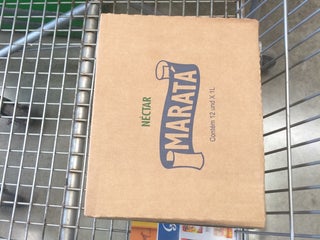 NÉCTAR
MARATÁ
Contém 12 und X 1L